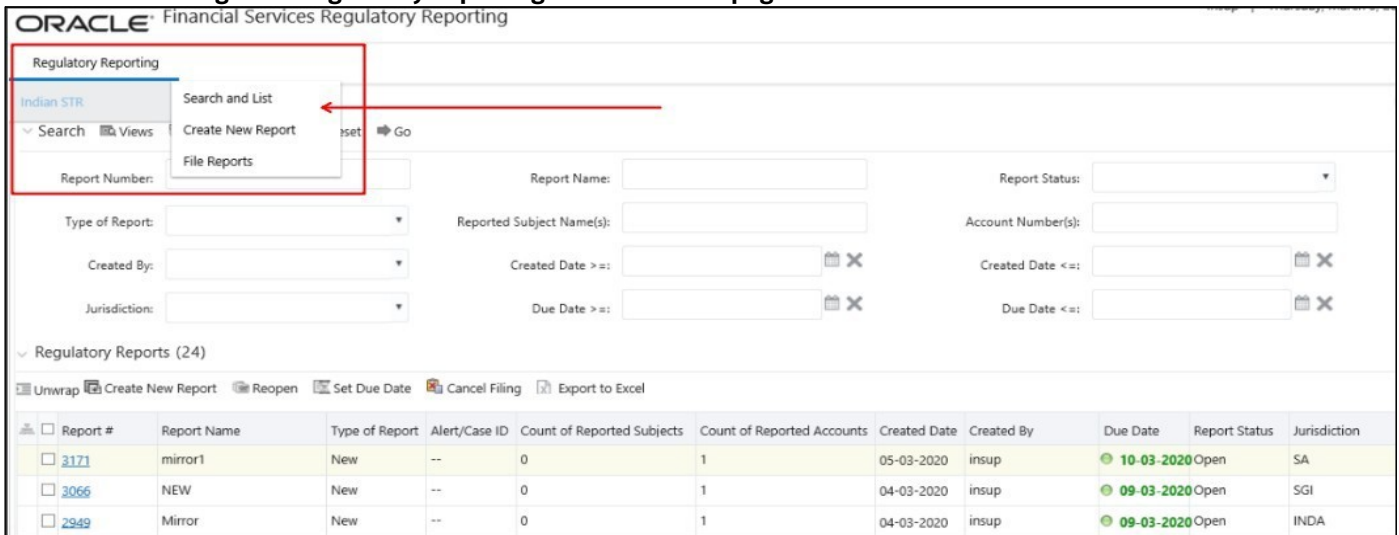 ORACLE® Financial Services Regulatory Reporting
Regulatory Reporting
Indian STR
Search and List
Create New Report
File Reports
Search Views Go
Report Number: Report Name: Report Status:
Type of Report: Reported Subject Name(s): Account Number(s):
Created By: Created Date >=: Created Date <=:
Jurisdiction: Due Date >=: Due Date <=:
Regulatory Reports (24)
Unwrap Create New Report Reopen Set Due Date Cancel Filing Export to Excel
Report # Report Name Type of Report Alert/Case ID Count of Reported Subjects Count of Reported Accounts Created Date Created By Due Date Report Status Jurisdiction
3171 mirror1 New -- 0 1 05-03-2020 insup 10-03-2020 Open SA
3066 NEW New -- 0 1 04-03-2020 insup 09-03-2020 Open SGI
2949 Mirror New -- 0 1 04-03-2020 insup 09-03-2020 Open INDA